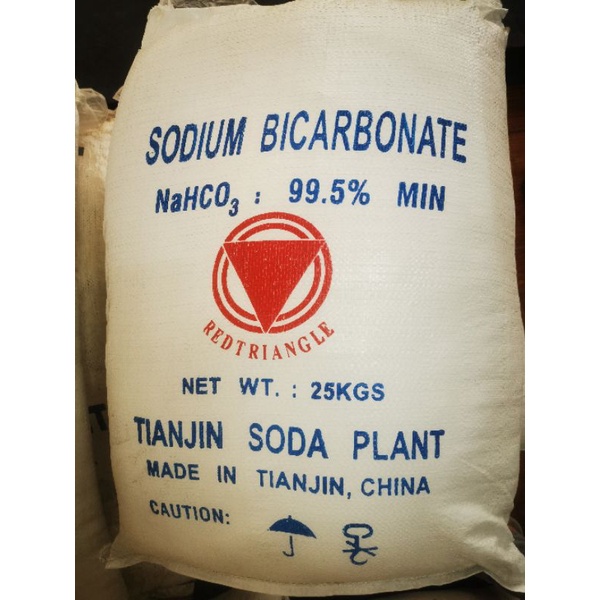 SODIUM BICARBONATE
NaHCO₃ : 99.5% MIN
REDTRIANGLE
NET WT. : 25KGS
TIANJIN SODA PLANT
MADE IN TIANJIN, CHINA
CAUTION: